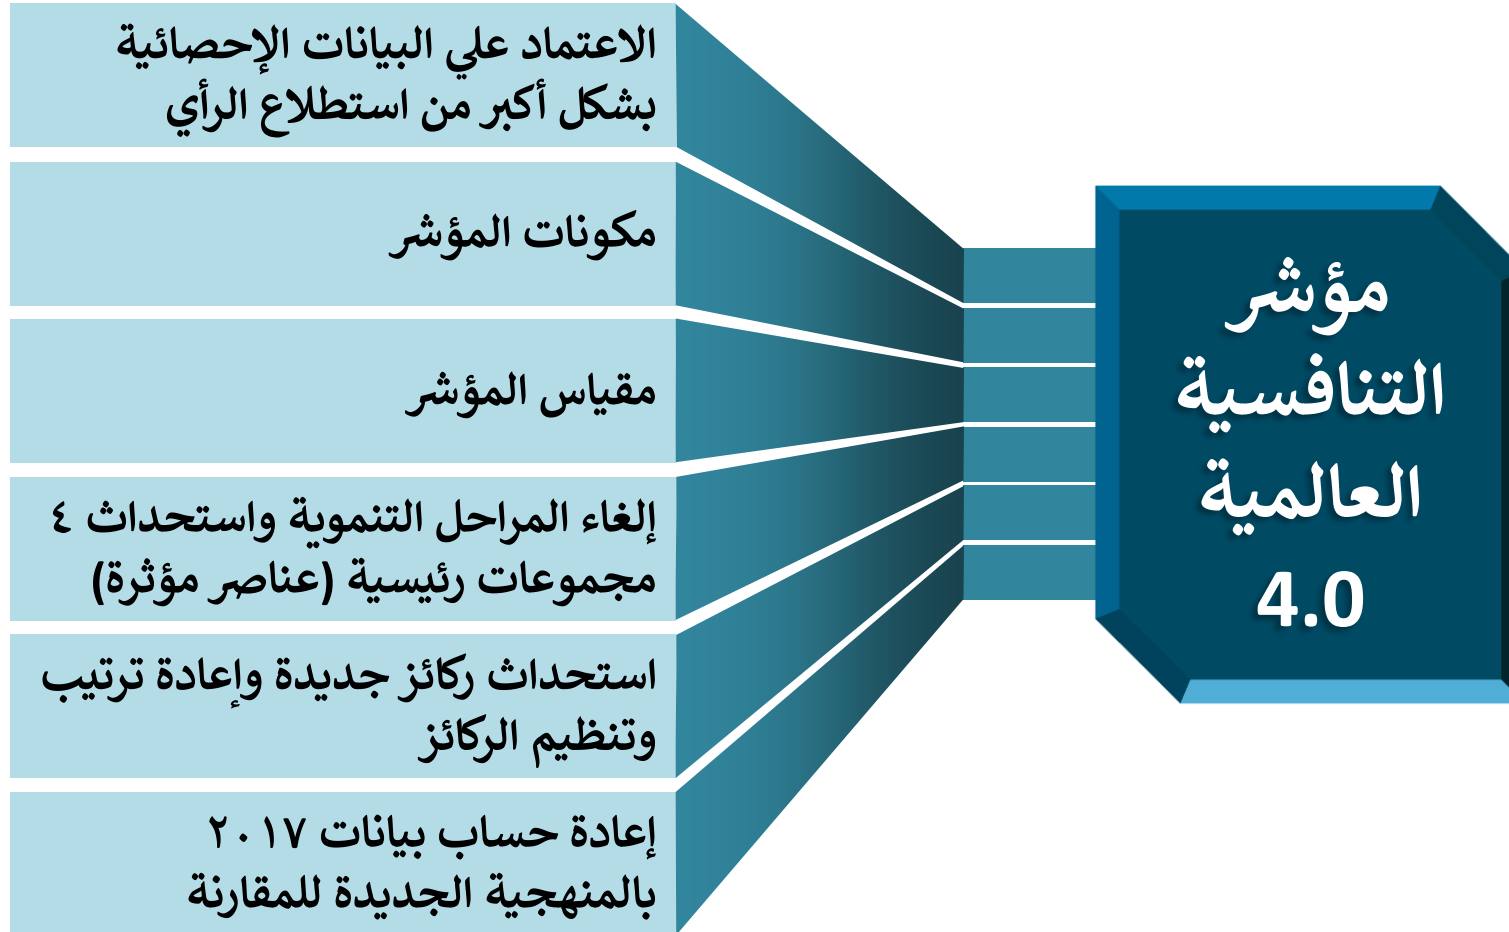 مؤشر
التنافسية
العالمية
4.0
الاعتماد علي البيانات الإحصائية
بشكل أكبر من استطلاع الرأي
مكونات المؤشر
مقياس المؤشر
إلغاء المراحل التنموية واستحداث ٤
مجموعات رئيسية (عناصر مؤثرة)
استحداث ركائز جديدة وإعادة ترتيب
وتنظيم الركائز
إعادة حساب بيانات ٢٠١٧
بالمنهجية الجديدة للمقارنة